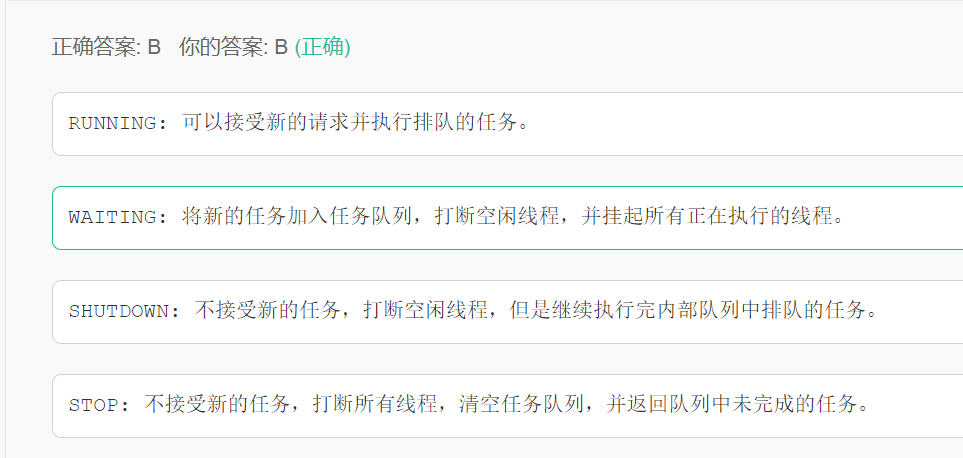 正确答案: B 你的答案: B (正确)
RUNNING: 可以接受新的请求并执行排队的任务。
WAITING: 将新的任务加入任务队列，打断空闲线程，并挂起所有正在执行的线程。
SHUTDOWN: 不接受新的任务，打断空闲线程，但是继续执行完内部队列中排队的任务。
STOP: 不接受新的任务，打断所有线程，清空任务队列，并返回队列中未完成的任务。